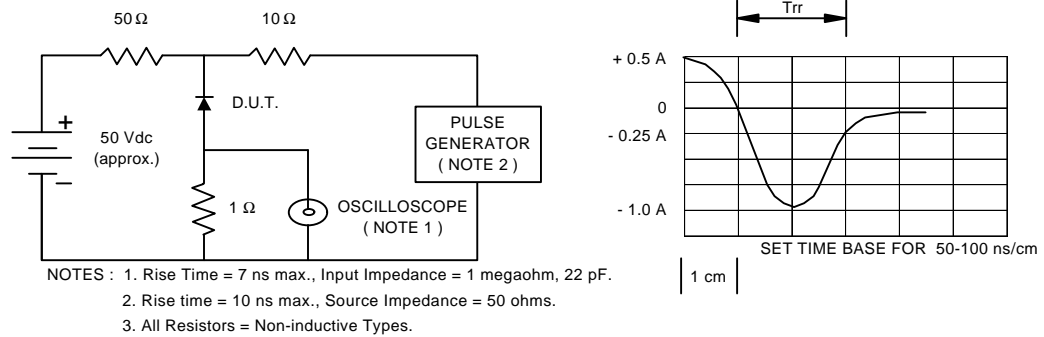 50 Ω
10 Ω
D.U.T.
+
50 Vdc
(approx.)
−
1 Ω
PULSE
GENERATOR
( NOTE 2 )
OSCILLOSCOPE
( NOTE 1 )
Trr
+ 0.5 A
0
- 0.25 A
- 1.0 A
SET TIME BASE FOR 50-100 ns/cm
1 cm
NOTES : 1. Rise Time = 7 ns max., Input Impedance = 1 megaohm, 22 pF.
2. Rise time = 10 ns max., Source Impedance = 50 ohms.
3. All Resistors = Non-inductive Types.